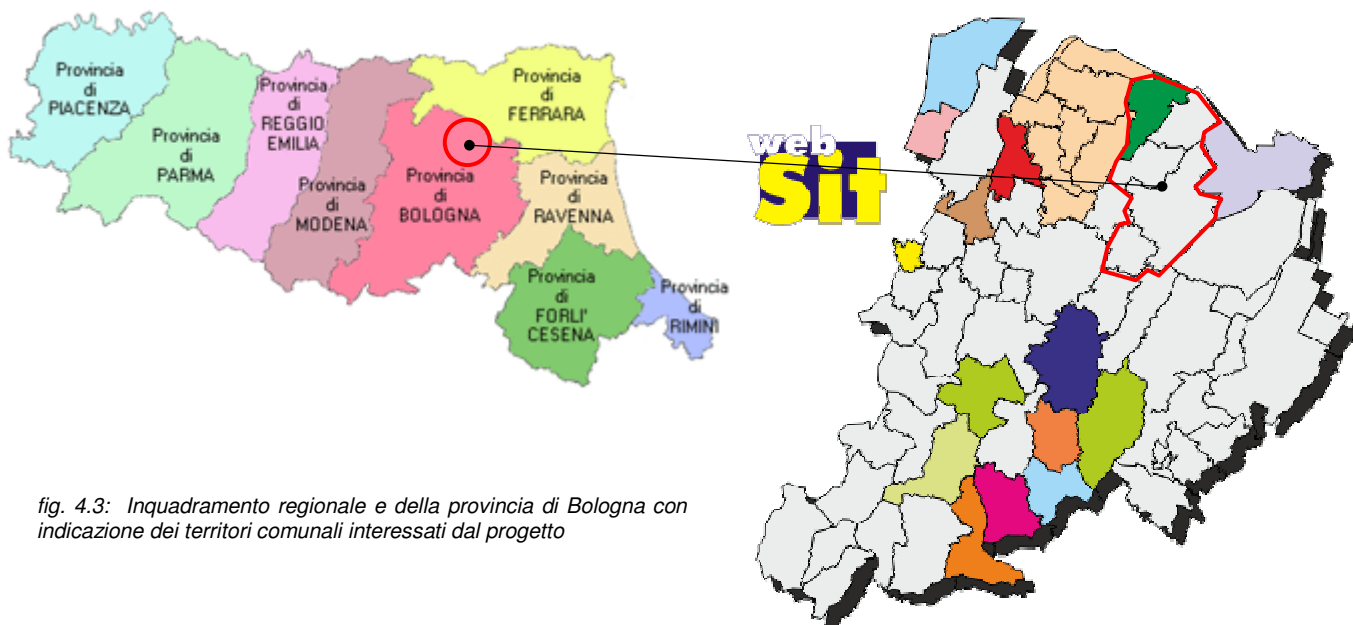 Provincia
di
PIACENZA
Provincia
di
PARMA
Provincia
di
REGGIO
EMILIA
Provincia
di
MODENA
Provincia
di
BOLOGNA
Provincia
di
FERRARA
Provincia
di
RAVENNA
Provincia
di
FORLI'
CESENA
Provincia
di
RIMINI
web
Sit
fig. 4.3: Inquadramento regionale e della provincia di Bologna con
indicazione dei territori comunali interessati dal progetto